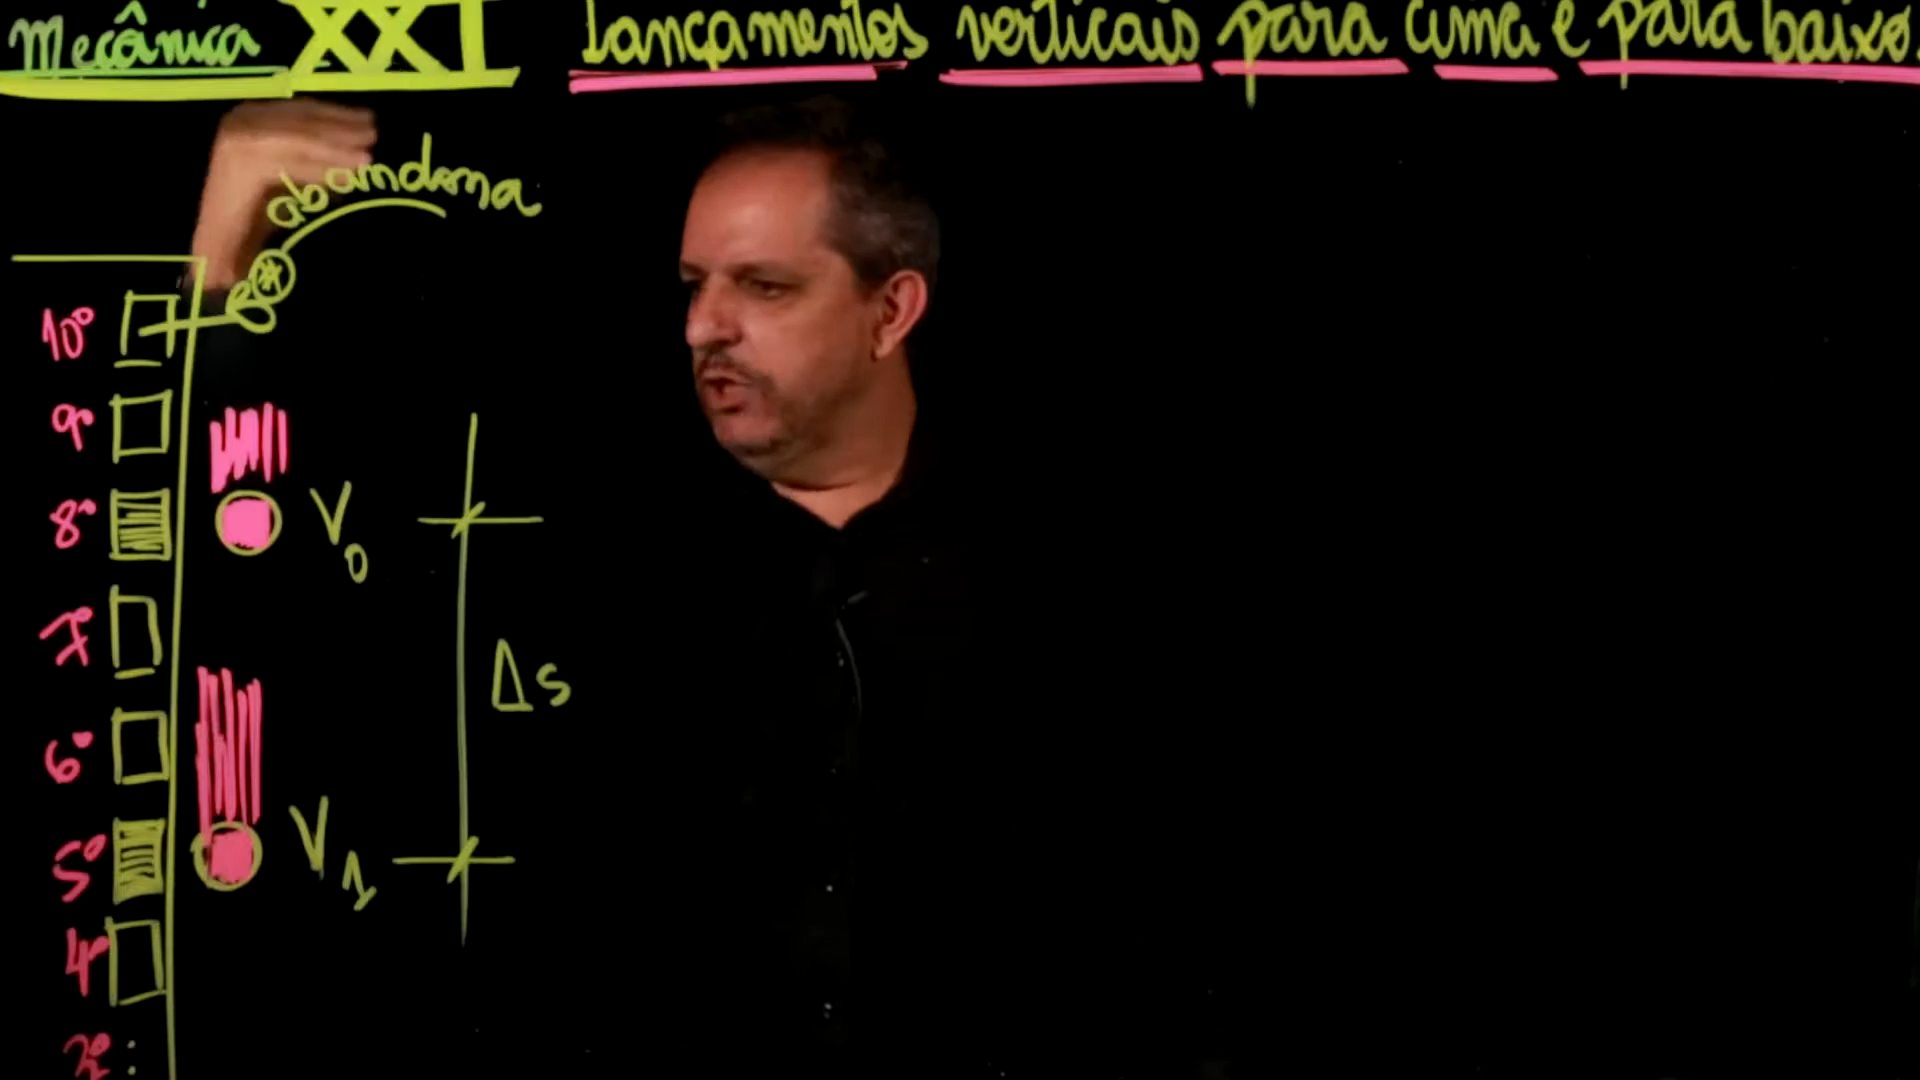 Mecânica XXI Lançamentos verticais para cima e para baixo.
abandona
10º
9º
8º V0
7º
Δs
6º
5º V1
4º
2º :